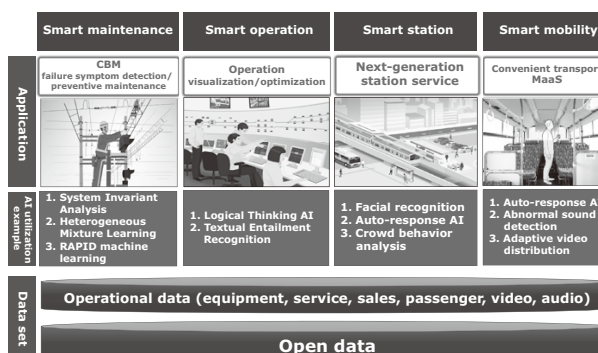 Smart maintenance
Smart operation
Smart station
Smart mobility
Application
CBM
failure symptom detection/
preventive maintenance
Operation
visualization/optimization
Next-generation
station service
Convenient transport
MaaS
AI utilization
example
1. System Invariant
Analysis
2. Heterogeneous
Mixture Learning
3. RAPID machine
learning
1. Logical Thinking AI
2. Textual Entailment
Recognition
1. Facial recognition
2. Auto-response AI
3. Crowd behavior
analysis
1. Auto-response AI
2. Abnormal sound
detection
3. Adaptive video
distribution
Data set
Operational data (equipment, service, sales, passenger, video, audio)
Open data